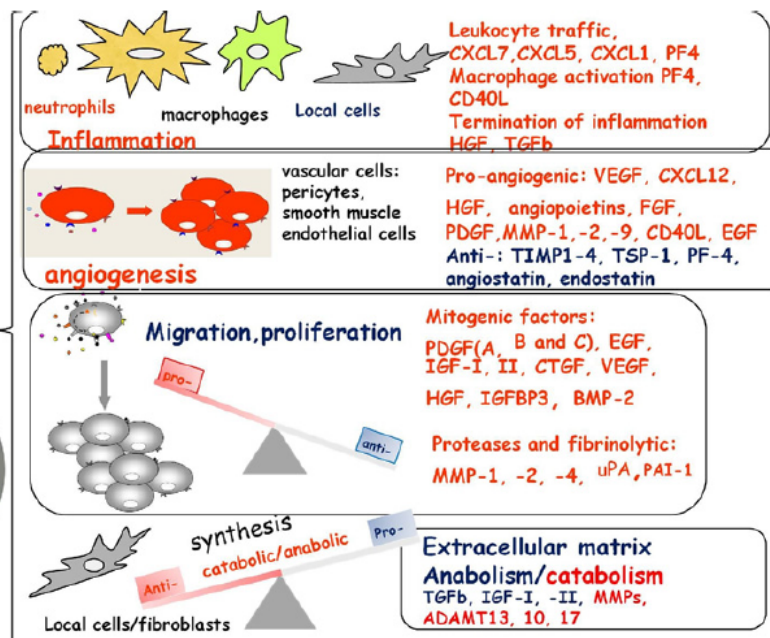 neutrophils
macrophages
Local cells
Inflammation
Leukocyte traffic,
CXCL7,CXCL5, CXCL1, PF4
Macrophage activation PF4,
CD40L
Termination of inflammation
HGF, TGFb
vascular cells:
pericytes,
smooth muscle
endothelial cells
angiogenesis
Pro-angiogenic: VEGF, CXCL12,
HGF, angiopoietins, FGF,
PDGF,MMP-1,-2,-9, CD40L, EGF
Anti-: TIMP1-4, TSP-1, PF-4,
angiostatin, endostatin
Migration,proliferation
pro-
anti-
Mitogenic factors:
PDGF(A, B and C), EGF,
IGF-I, II, CTGF, VEGF,
HGF, IGFBP3, BMP-2
Proteases and fibrinolytic:
MMP-1, -2, -4, uPA,PAI-1
synthesis
catabolic/anabolic
Anti-
Pro-
Local cells/fibroblasts
Extracellular matrix
Anabolism/catabolism
TGFb, IGF-I, -II, MMPs,
ADAMT13, 10, 17